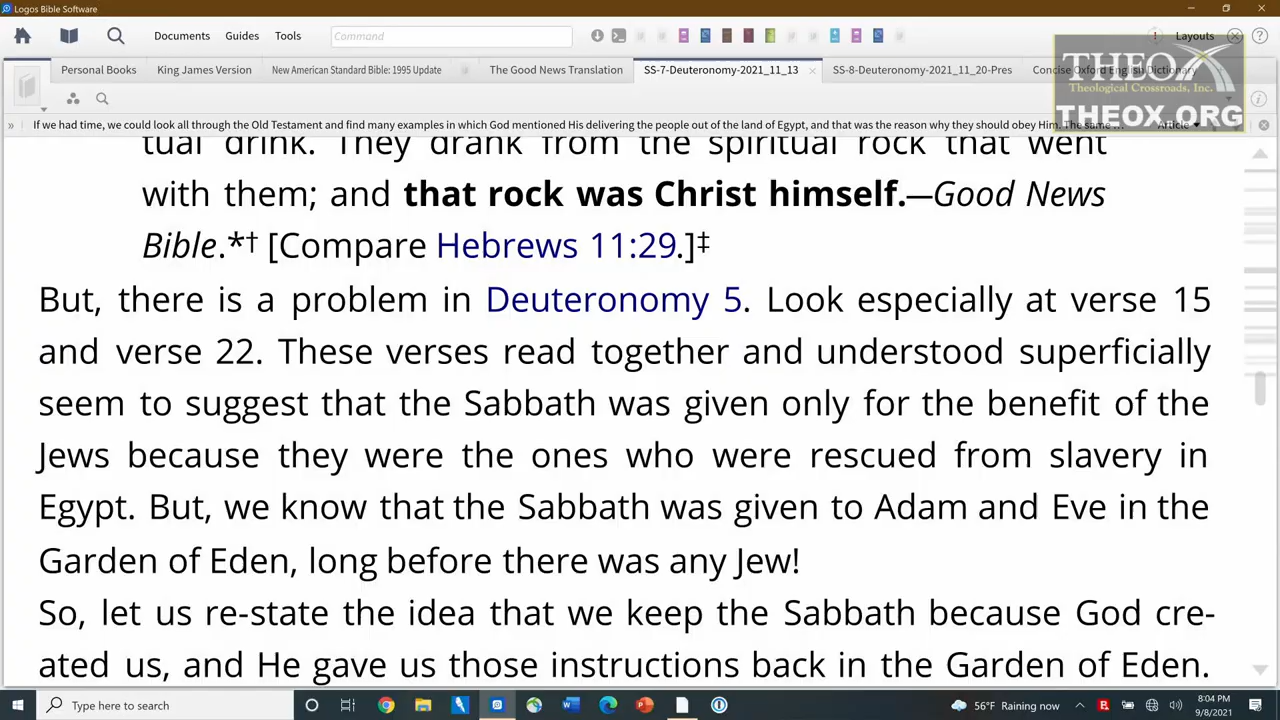 Logos Bible Software
Documents Guides Tools Command Layouts
Personal Books King James Version New American Standard The Good News Translation SS-7-Deuteronomy-2021_11_13 SS-8-Deuteronomy-2021_11_20-Pres Concise Oxford English Dictionary
THEOX
Theological Crossroads, Inc.
THEOX.ORG
If we had time, we could look all through the Old Testament and find many examples in which God mentioned His delivering the people out of the land of Egypt, and that was the reason why they should obey Him. The same ... Article
tual drink. They drank from the spiritual rock that went
with them; and that rock was Christ himself.—Good News
Bible.*† [Compare Hebrews 11:29.]‡
But, there is a problem in Deuteronomy 5. Look especially at verse 15
and verse 22. These verses read together and understood superficially
seem to suggest that the Sabbath was given only for the benefit of the
Jews because they were the ones who were rescued from slavery in
Egypt. But, we know that the Sabbath was given to Adam and Eve in the
Garden of Eden, long before there was any Jew!
So, let us re-state the idea that we keep the Sabbath because God cre-
ated us, and He gave us those instructions back in the Garden of Eden.
Type here to search 56°F Raining now 8:04 PM
9/8/2021